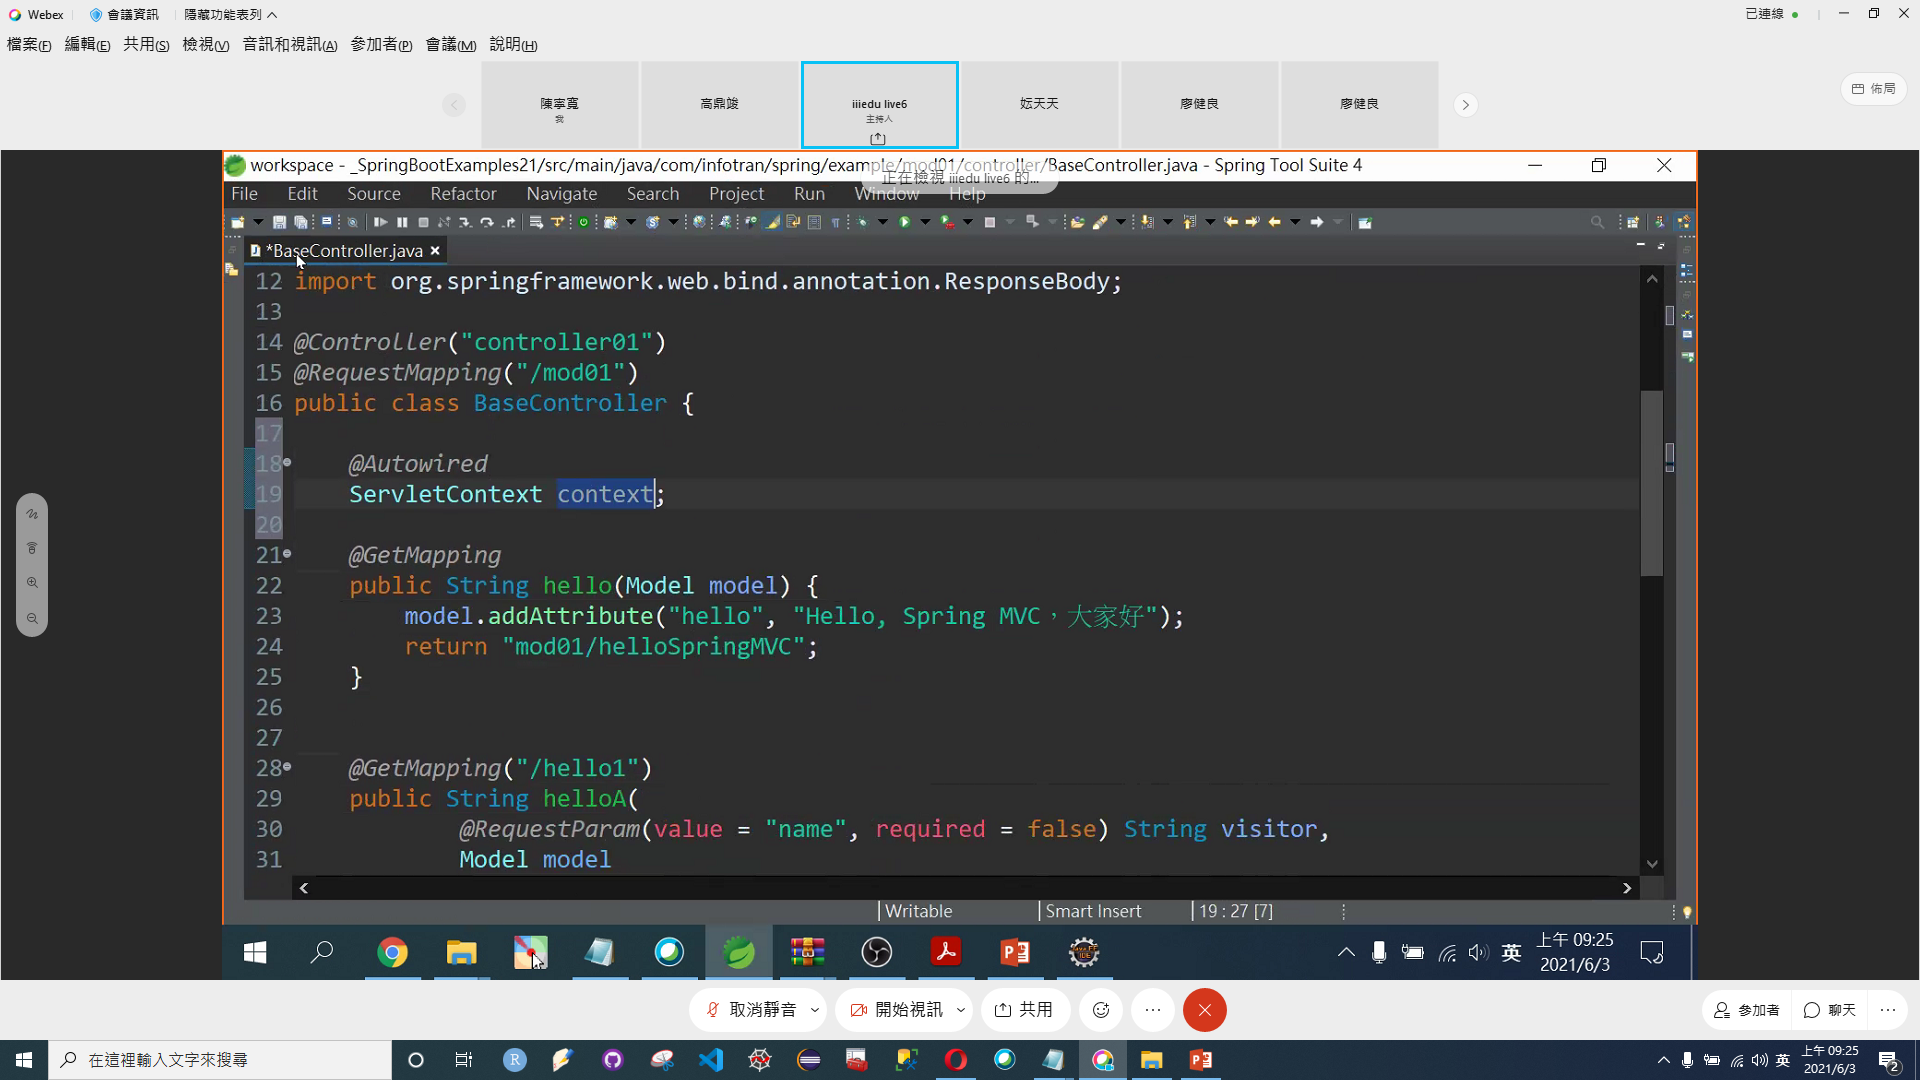 Webex 會議資訊 隱藏功能表列 已連線
檔案(F) 編輯(E) 共用(S) 檢視(V) 音訊和視訊(A) 參加者(P) 會議(M) 說明(H)
陳寧寬 高鼎竣 iiiedu live6 妘天天 廖健良 廖健良
我 主持人
佈局
workspace - _SpringBootExamples21/src/main/java/com/infotran/spring/example/mod01/controller/BaseController.java - Spring Tool Suite 4
正在檢視 iiiedu live6 的...
File Edit Source Refactor Navigate Search Project Run Window Help
*BaseController.java
12 import org.springframework.web.bind.annotation.ResponseBody;
13
14 @Controller("controller01")
15 @RequestMapping("/mod01")
16 public class BaseController {
17
18 @Autowired
19 ServletContext context;
20
21 @GetMapping
22 public String hello(Model model) {
23 model.addAttribute("hello", "Hello, Spring MVC，大家好");
24 return "mod01/helloSpringMVC";
25 }
26
27
28 @GetMapping("/hello1")
29 public String helloA(
30 @RequestParam(value = "name", required = false) String visitor,
31 Model model
Writable Smart Insert 19 : 27 [7]
英 上午 09:25
2021/6/3
取消靜音 開始視訊 共用 參加者 聊天
在這裡輸入文字來搜尋
英 上午 09:25
2021/6/3
2